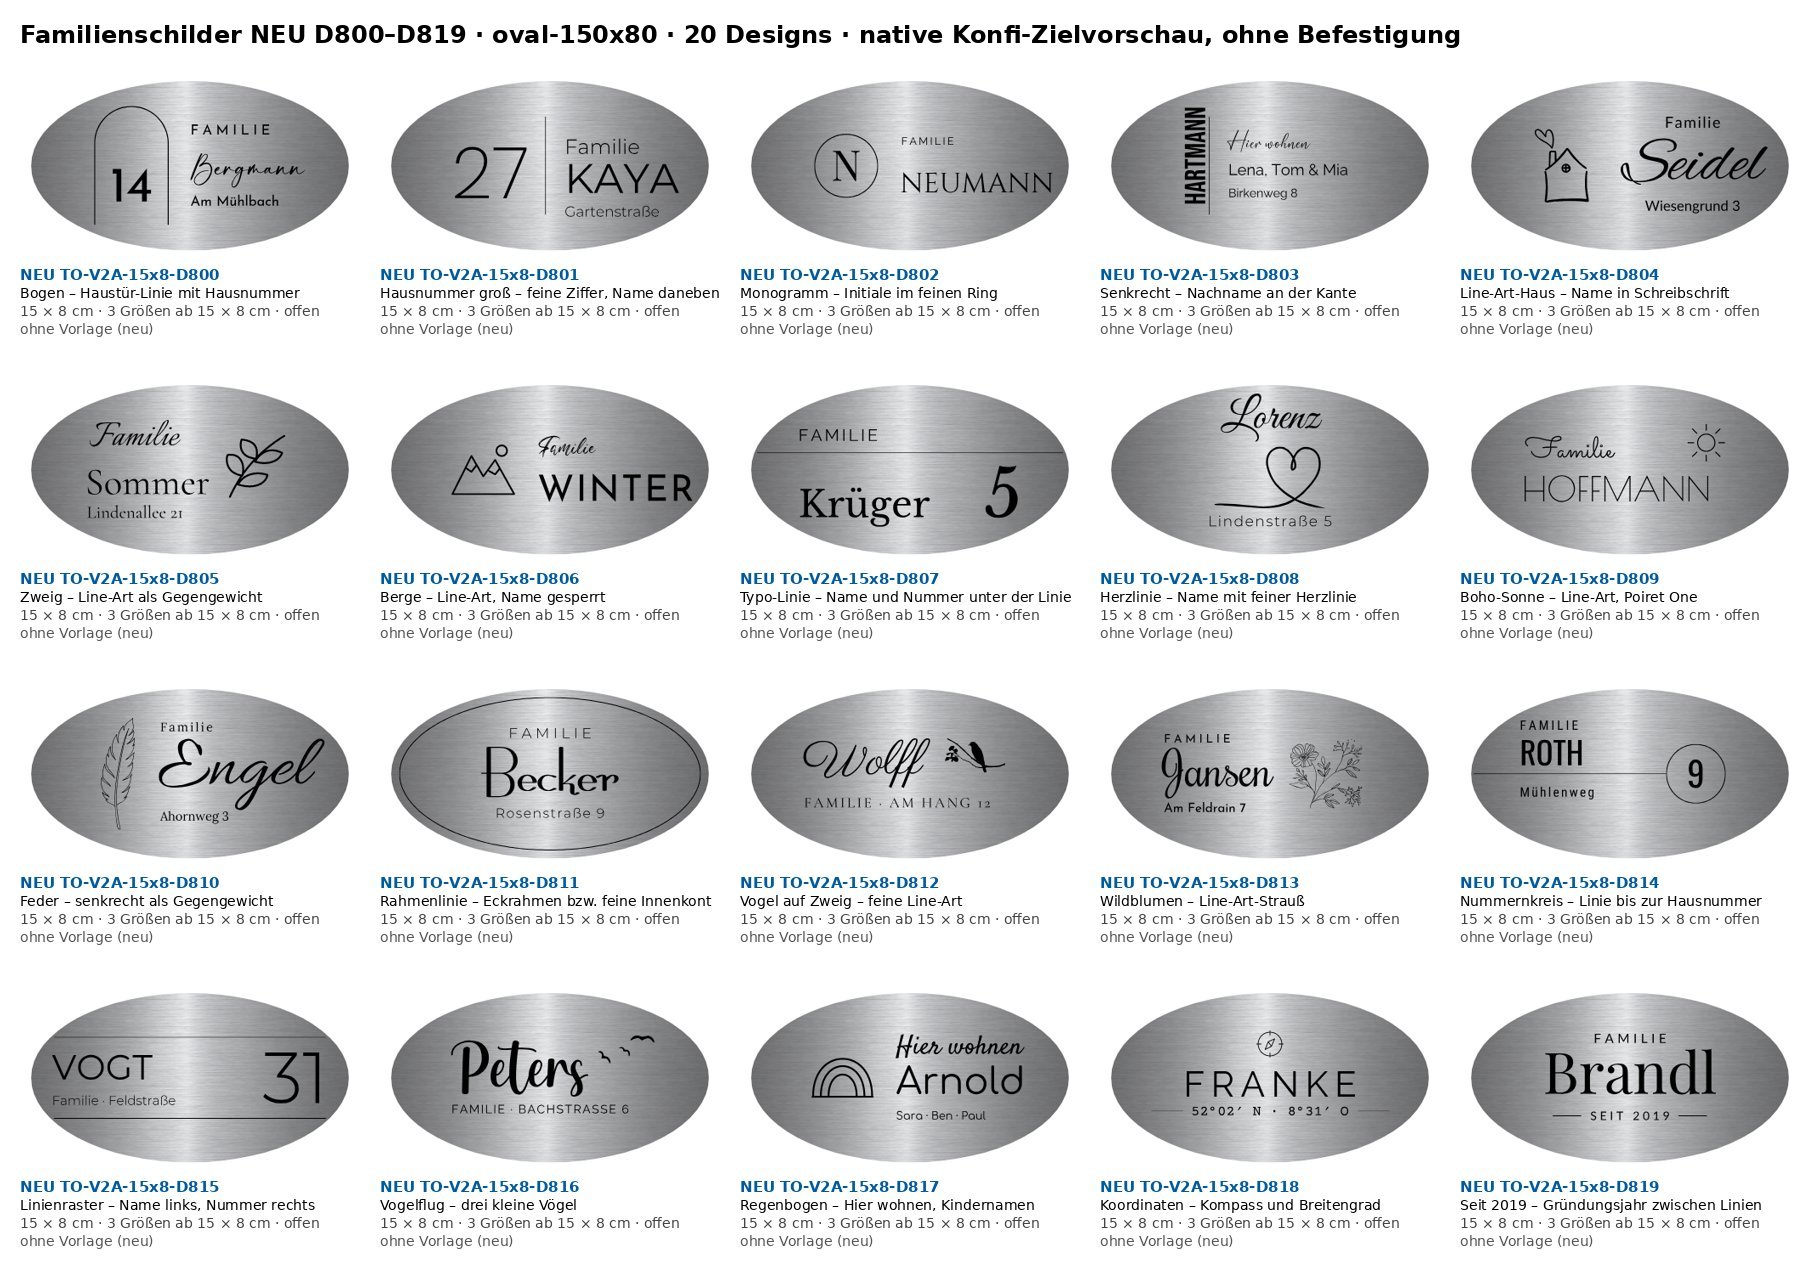 Familienschilder NEU D800–D819 · oval-150x80 · 20 Designs · native Konfi-Zielvorschau, ohne Befestigung
14
FAMILIE
Bergmann
Am Mühlbach
NEU TO-V2A-15x8-D800
Bogen – Haustür-Linie mit Hausnummer
15 × 8 cm · 3 Größen ab 15 × 8 cm · offen
ohne Vorlage (neu)
27
Familie
KAYA
Gartenstraße
NEU TO-V2A-15x8-D801
Hausnummer groß – feine Ziffer, Name daneben
15 × 8 cm · 3 Größen ab 15 × 8 cm · offen
ohne Vorlage (neu)
N
FAMILIE
NEUMANN
NEU TO-V2A-15x8-D802
Monogramm – Initiale im feinen Ring
15 × 8 cm · 3 Größen ab 15 × 8 cm · offen
ohne Vorlage (neu)
HARTMANN
Hier wohnen
Lena, Tom & Mia
Birkenweg 8
NEU TO-V2A-15x8-D803
Senkrecht – Nachname an der Kante
15 × 8 cm · 3 Größen ab 15 × 8 cm · offen
ohne Vorlage (neu)
Familie
Seidel
Wiesengrund 3
NEU TO-V2A-15x8-D804
Line-Art-Haus – Name in Schreibschrift
15 × 8 cm · 3 Größen ab 15 × 8 cm · offen
ohne Vorlage (neu)
Familie
Sommer
Lindenallee 21
NEU TO-V2A-15x8-D805
Zweig – Line-Art als Gegengewicht
15 × 8 cm · 3 Größen ab 15 × 8 cm · offen
ohne Vorlage (neu)
Familie
WINTER
NEU TO-V2A-15x8-D806
Berge – Line-Art, Name gesperrt
15 × 8 cm · 3 Größen ab 15 × 8 cm · offen
ohne Vorlage (neu)
FAMILIE
Krüger
5
NEU TO-V2A-15x8-D807
Typo-Linie – Name und Nummer unter der Linie
15 × 8 cm · 3 Größen ab 15 × 8 cm · offen
ohne Vorlage (neu)
Lorenz
Lindenstraße 5
NEU TO-V2A-15x8-D808
Herzlinie – Name mit feiner Herzlinie
15 × 8 cm · 3 Größen ab 15 × 8 cm · offen
ohne Vorlage (neu)
Familie
HOFFMANN
NEU TO-V2A-15x8-D809
Boho-Sonne – Line-Art, Poiret One
15 × 8 cm · 3 Größen ab 15 × 8 cm · offen
ohne Vorlage (neu)
Familie
Engel
Ahornweg 3
NEU TO-V2A-15x8-D810
Feder – senkrecht als Gegengewicht
15 × 8 cm · 3 Größen ab 15 × 8 cm · offen
ohne Vorlage (neu)
FAMILIE
Becker
Rosenstraße 9
NEU TO-V2A-15x8-D811
Rahmenlinie – Eckrahmen bzw. feine Innenkont
15 × 8 cm · 3 Größen ab 15 × 8 cm · offen
ohne Vorlage (neu)
Wolff
FAMILIE · AM HANG 12
NEU TO-V2A-15x8-D812
Vogel auf Zweig – feine Line-Art
15 × 8 cm · 3 Größen ab 15 × 8 cm · offen
ohne Vorlage (neu)
FAMILIE
Jansen
Am Feldrain 7
NEU TO-V2A-15x8-D813
Wildblumen – Line-Art-Strauß
15 × 8 cm · 3 Größen ab 15 × 8 cm · offen
ohne Vorlage (neu)
FAMILIE
ROTH
Mühlenweg
9
NEU TO-V2A-15x8-D814
Nummernkreis – Linie bis zur Hausnummer
15 × 8 cm · 3 Größen ab 15 × 8 cm · offen
ohne Vorlage (neu)
VOGT
Familie · Feldstraße
31
NEU TO-V2A-15x8-D815
Linienraster – Name links, Nummer rechts
15 × 8 cm · 3 Größen ab 15 × 8 cm · offen
ohne Vorlage (neu)
Peters
FAMILIE · BACHSTRASSE 6
NEU TO-V2A-15x8-D816
Vogelflug – drei kleine Vögel
15 × 8 cm · 3 Größen ab 15 × 8 cm · offen
ohne Vorlage (neu)
Hier wohnen
Arnold
Sara · Ben · Paul
NEU TO-V2A-15x8-D817
Regenbogen – Hier wohnen, Kindernamen
15 × 8 cm · 3 Größen ab 15 × 8 cm · offen
ohne Vorlage (neu)
FRANKE
52°02′ N · 8°31′ O
NEU TO-V2A-15x8-D818
Koordinaten – Kompass und Breitengrad
15 × 8 cm · 3 Größen ab 15 × 8 cm · offen
ohne Vorlage (neu)
FAMILIE
Brandl
SEIT 2019
NEU TO-V2A-15x8-D819
Seit 2019 – Gründungsjahr zwischen Linien
15 × 8 cm · 3 Größen ab 15 × 8 cm · offen
ohne Vorlage (neu)